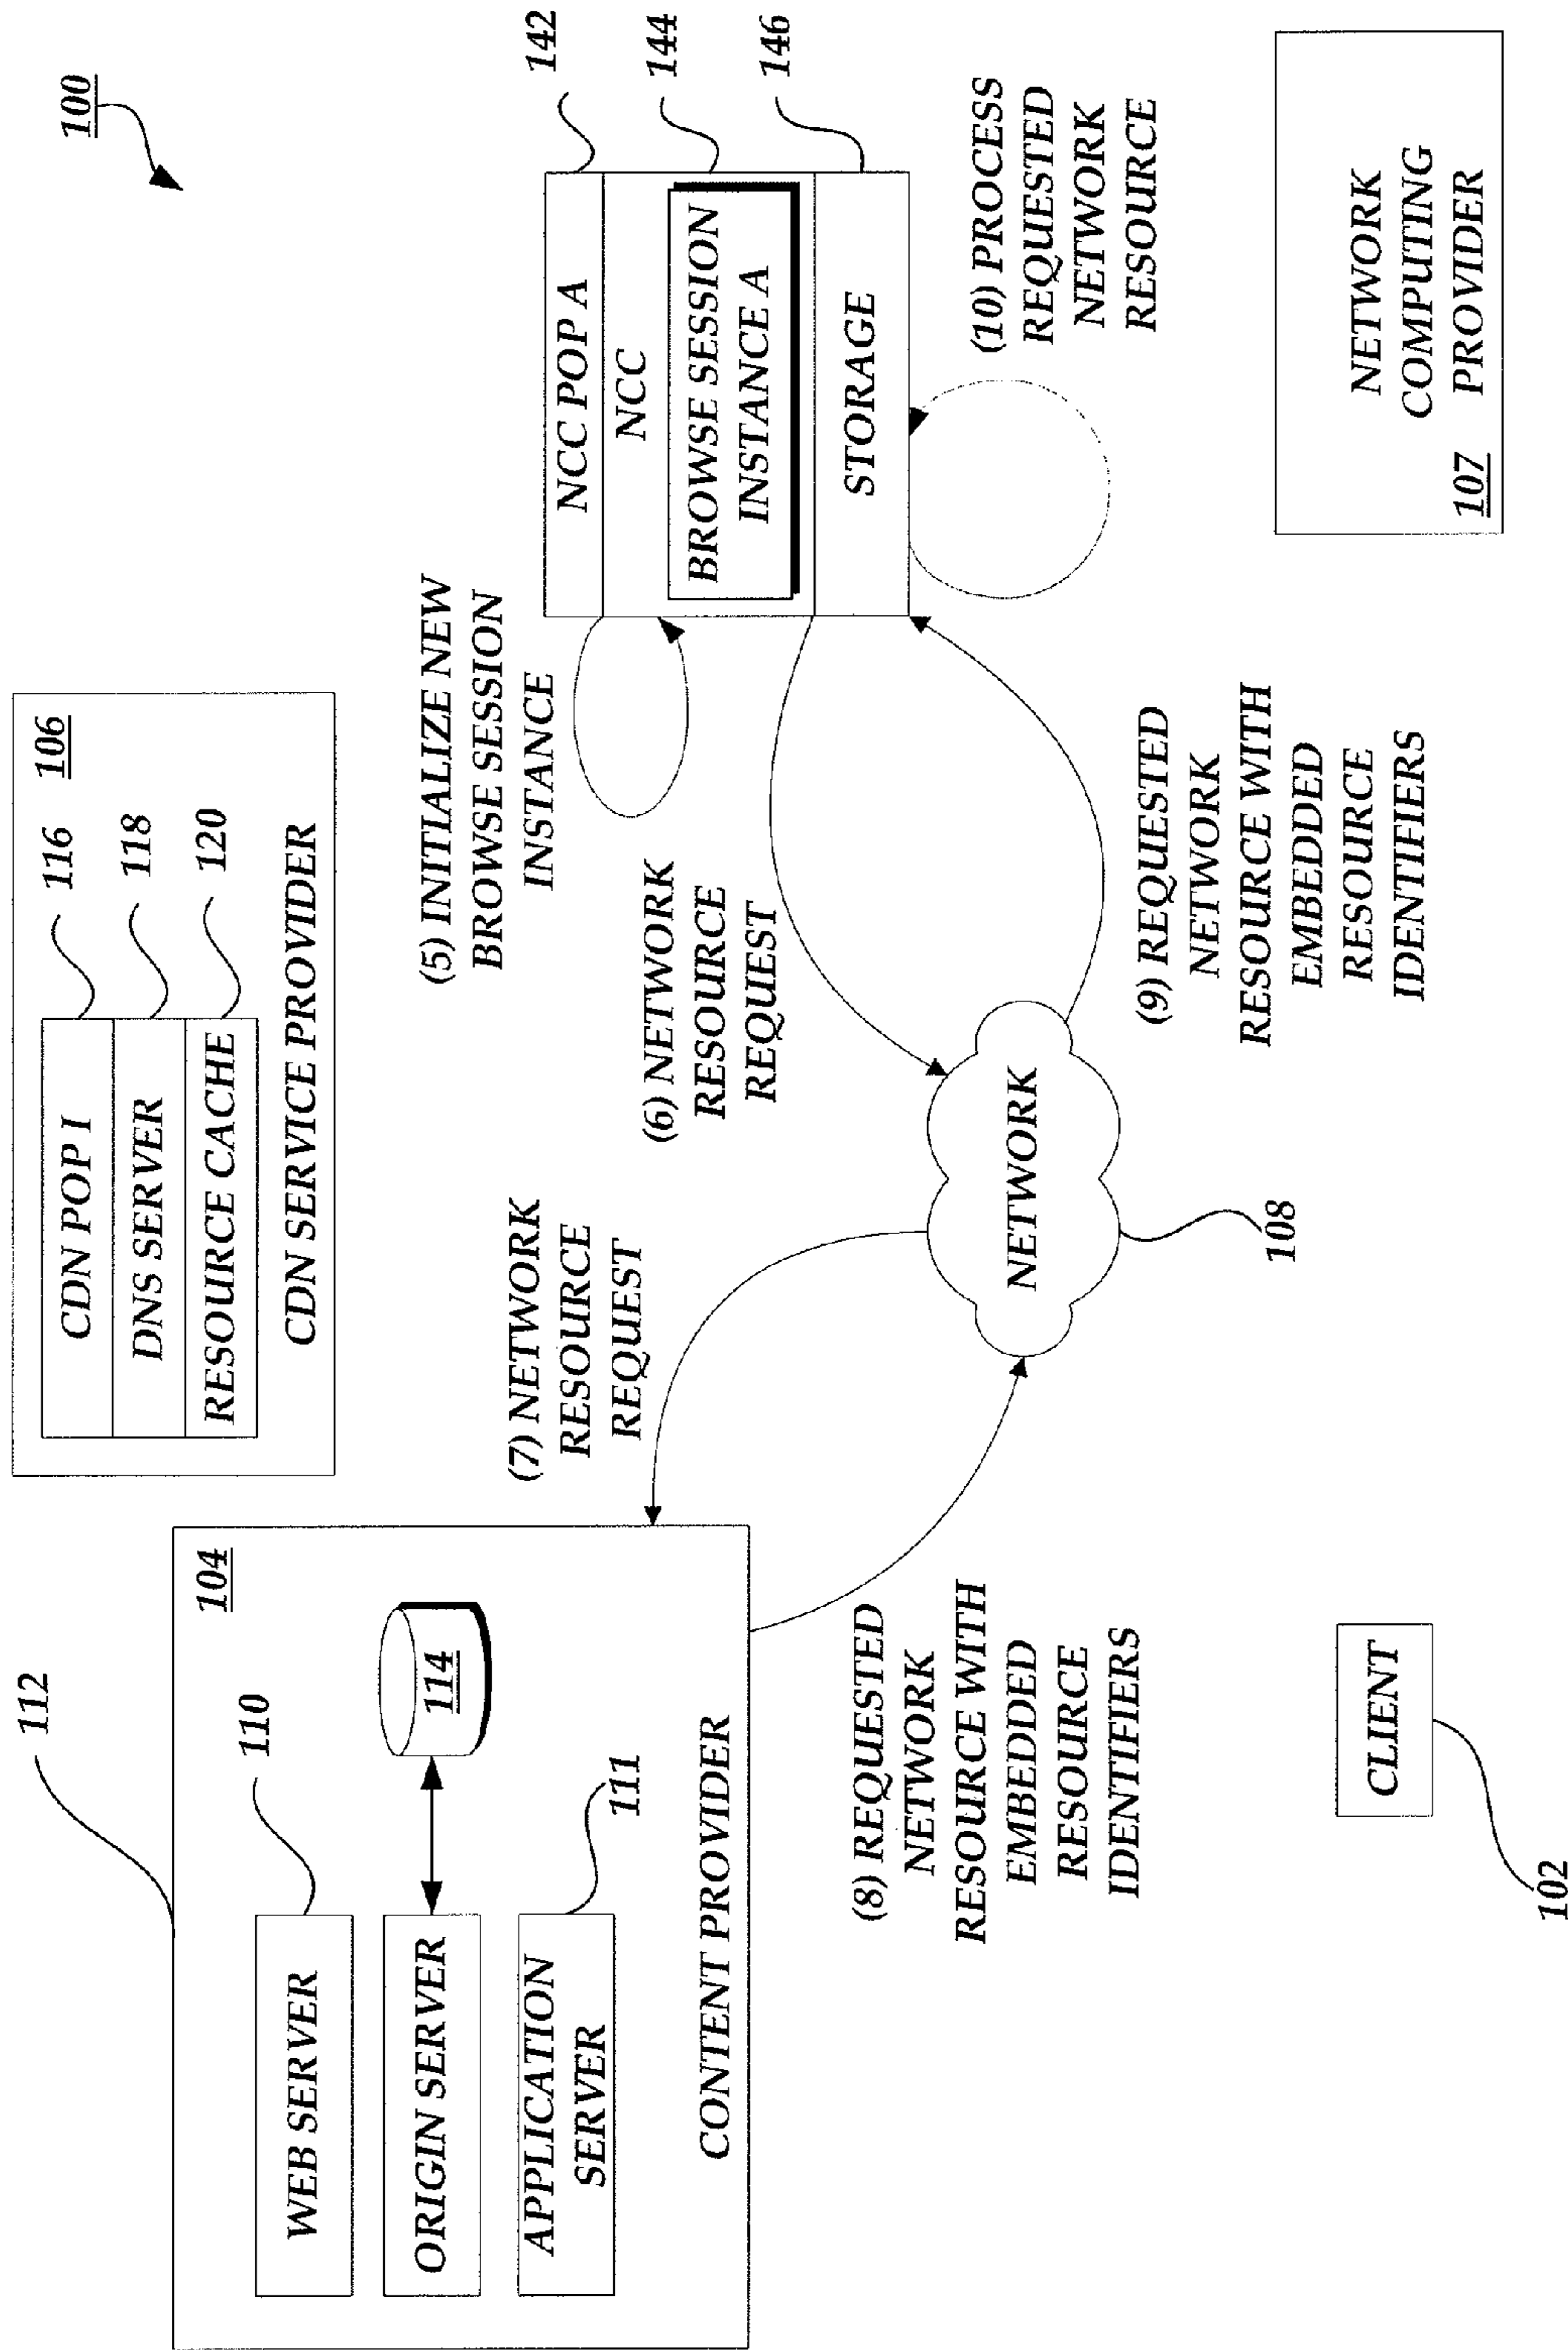 100
112
104
110
WEB SERVER
114
ORIGIN SERVER
111
APPLICATION
SERVER
CONTENT PROVIDER
106
116
CDN POP I
118
DNS SERVER
120
RESOURCE CACHE
CDN SERVICE PROVIDER
(5) INITIALIZE NEW
BROWSE SESSION
INSTANCE
142
NCC POP A
144
NCC
BROWSE SESSION
INSTANCE A
146
STORAGE
(6) NETWORK
RESOURCE
REQUEST
(7) NETWORK
RESOURCE
REQUEST
(8) REQUESTED
NETWORK
RESOURCE WITH
EMBEDDED
RESOURCE
IDENTIFIERS
NETWORK
108
(9) REQUESTED
NETWORK
RESOURCE WITH
EMBEDDED
RESOURCE
IDENTIFIERS
(10) PROCESS
REQUESTED
NETWORK
RESOURCE
CLIENT
102
NETWORK
COMPUTING
107 PROVIDER